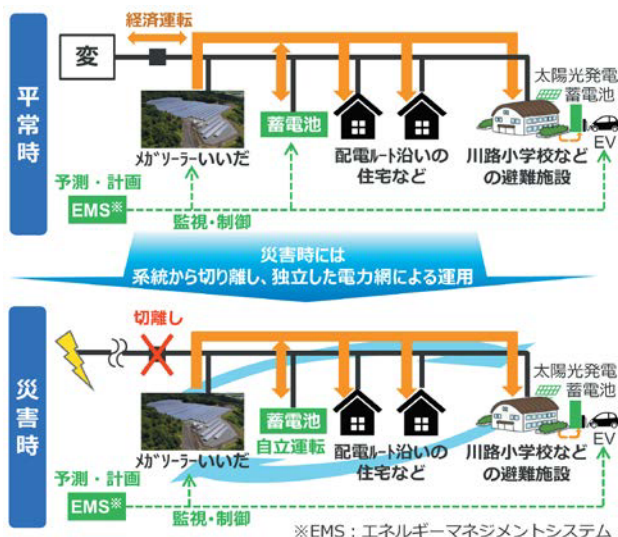 平常時
経済運転
変
メガソーラーいいだ
蓄電池
配電ルート沿いの
住宅など
太陽光発電
蓄電池
EV
川路小学校など
の避難施設
予測・計画
EMS※
監視・制御
災害時には
系統から切り離し、独立した電力網による運用
災害時
切離し
メガソーラーいいだ
蓄電池
自立運転
配電ルート沿いの
住宅など
太陽光発電
蓄電池
EV
川路小学校など
の避難施設
予測・計画
EMS※
監視・制御
※EMS：エネルギーマネジメントシステム